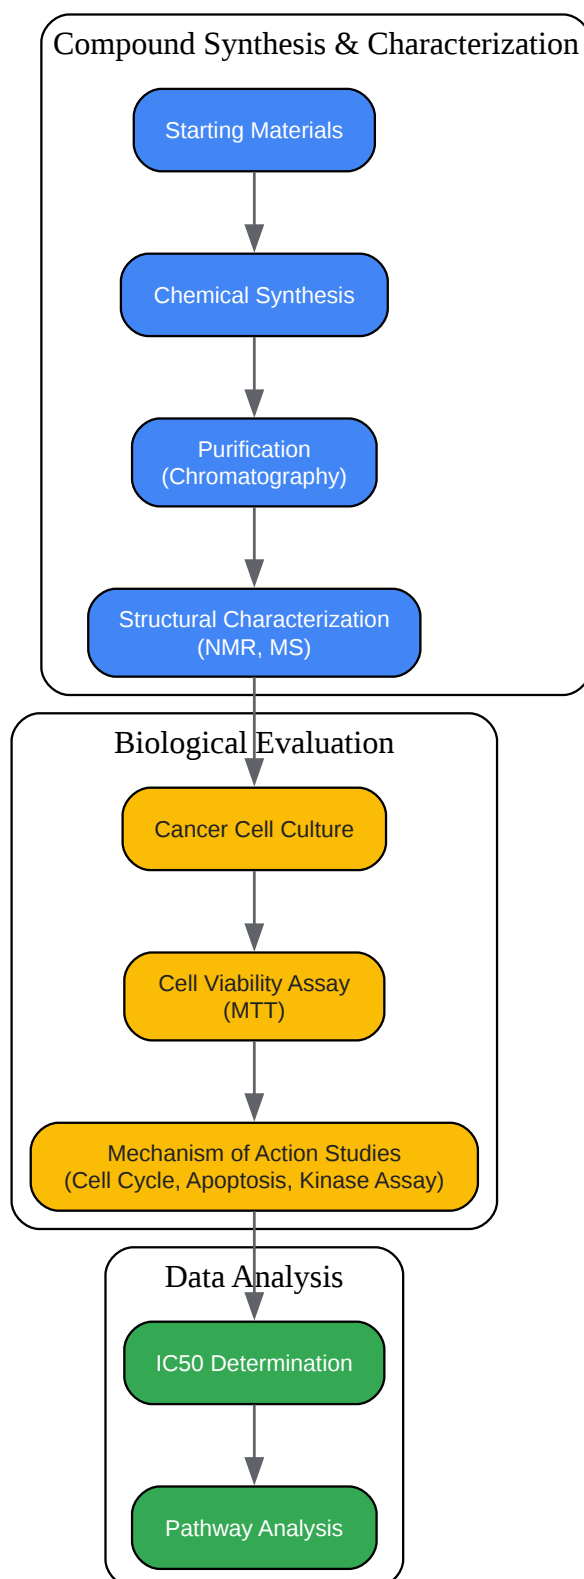 Compound Synthesis & Characterization
Starting Materials
Chemical Synthesis
Purification
(Chromatography)
Structural Characterization
(NMR, MS)
Biological Evaluation
Cancer Cell Culture
Cell Viability Assay
(MTT)
Mechanism of Action Studies
(Cell Cycle, Apoptosis, Kinase Assay)
Data Analysis
IC50 Determination
Pathway Analysis